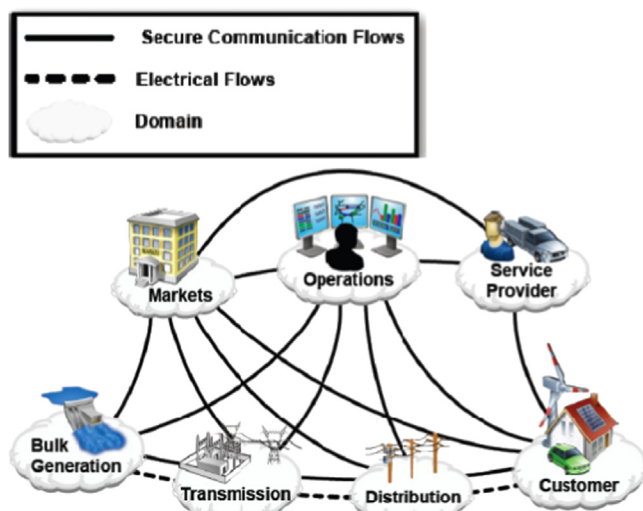 Secure Communication Flows
Electrical Flows
Domain
Markets
Operations
Service
Provider
Bulk
Generation
Transmission
Distribution
Customer